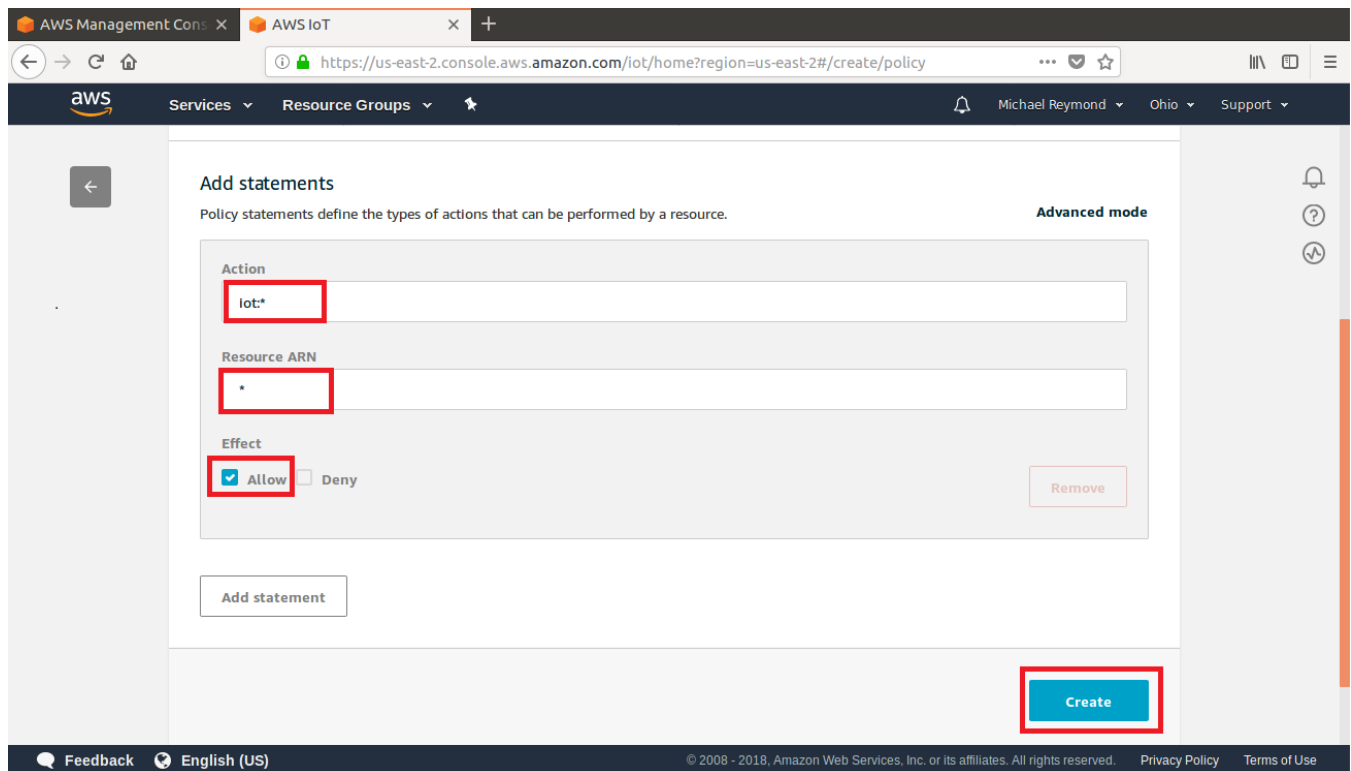 AWS Management Cons
AWS IoT
https://us-east-2.console.aws.amazon.com/iot/home?region=us-east-2#/create/policy
aws
Services
Resource Groups
Michael Reymond
Ohio
Support
Add statements
Policy statements define the types of actions that can be performed by a resource.
Advanced mode
Action
iot:*
Resource ARN
*
Effect
Allow
Deny
Remove
Add statement
Create
Feedback
English (US)
© 2008 - 2018, Amazon Web Services, Inc. or its affiliates. All rights reserved.
Privacy Policy
Terms of Use